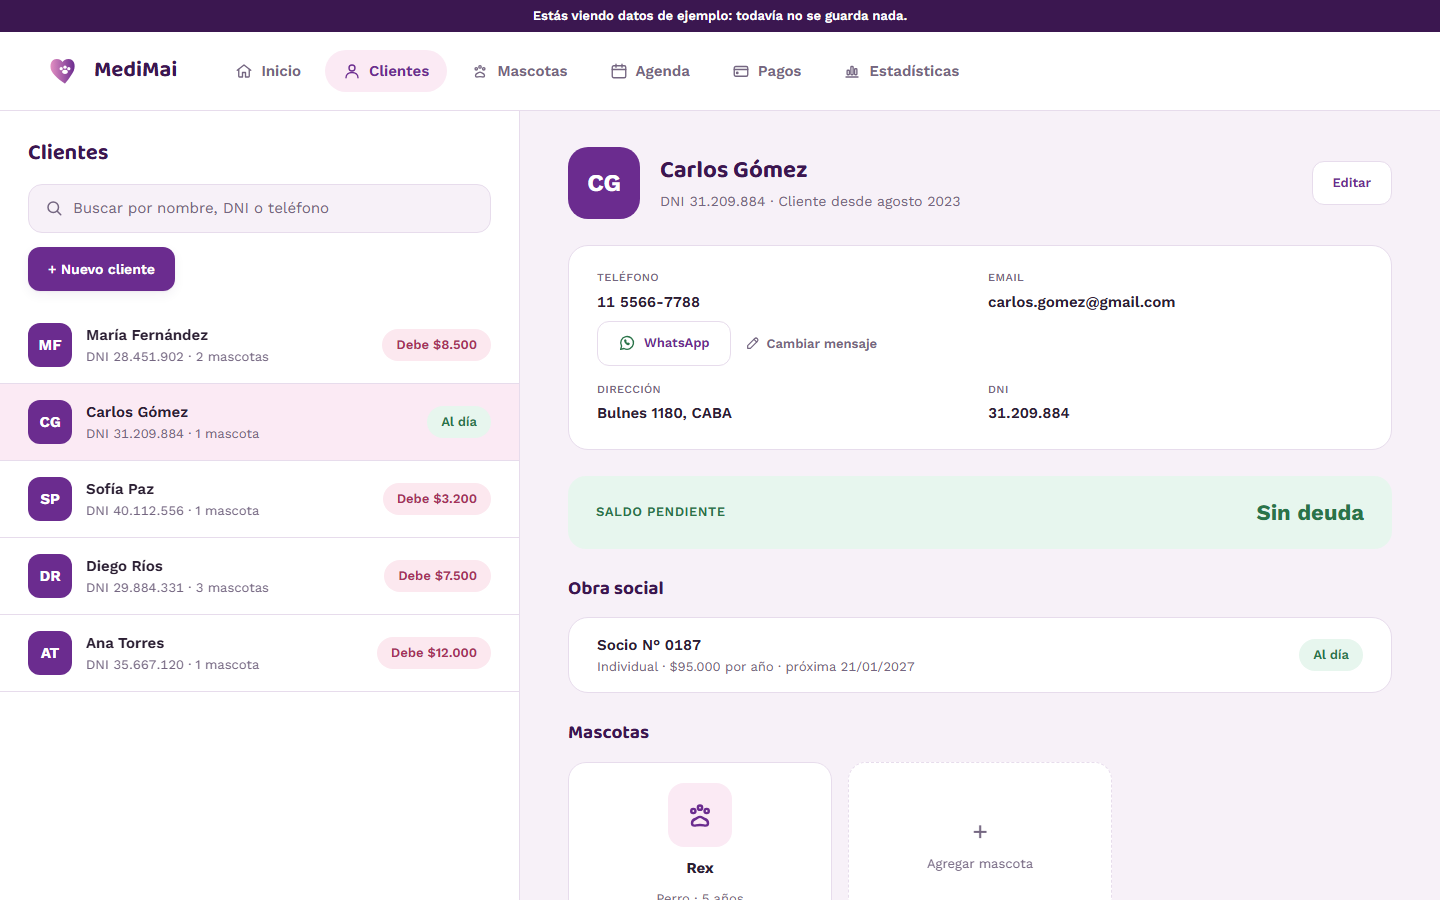 Estás viendo datos de ejemplo: todavía no se guarda nada.
MediMai
Inicio
Clientes
Mascotas
Agenda
Pagos
Estadísticas
Clientes
Buscar por nombre, DNI o teléfono
+ Nuevo cliente
MF
María Fernández
DNI 28.451.902 · 2 mascotas
Debe $8.500
CG
Carlos Gómez
DNI 31.209.884 · 1 mascota
Al día
SP
Sofía Paz
DNI 40.112.556 · 1 mascota
Debe $3.200
DR
Diego Ríos
DNI 29.884.331 · 3 mascotas
Debe $7.500
AT
Ana Torres
DNI 35.667.120 · 1 mascota
Debe $12.000
CG
Carlos Gómez
DNI 31.209.884 · Cliente desde agosto 2023
Editar
TELÉFONO
11 5566-7788
WhatsApp
Cambiar mensaje
EMAIL
carlos.gomez@gmail.com
DIRECCIÓN
Bulnes 1180, CABA
DNI
31.209.884
SALDO PENDIENTE
Sin deuda
Obra social
Socio Nº 0187
Individual · $95.000 por año · próxima 21/01/2027
Al día
Mascotas
Rex
Perro · 5 años
+
Agregar mascota